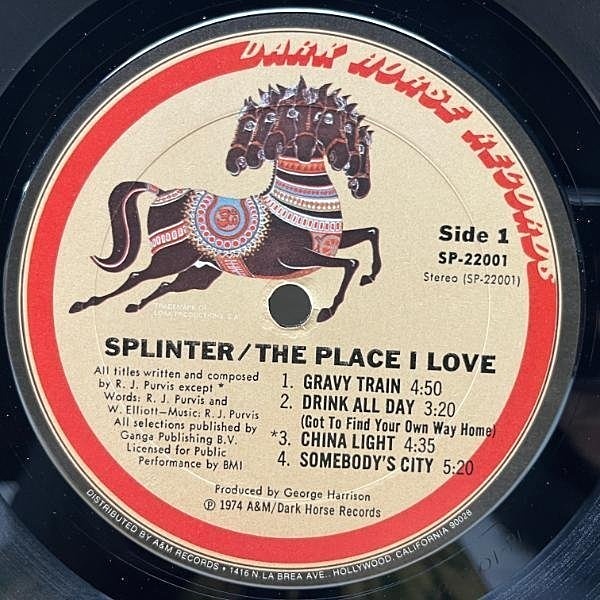 DARK HORSE RECORDS
Side 1
SP-22001
Stereo (SP-22001)
TRADEMARK OF
LOKA PRODUCTIONS, S.A.
SPLINTER/THE PLACE I LOVE
All titles written and composed
by R. J. Purvis except *
Words: R. J. Purvis and
W. Elliott–Music: R. J. Purvis
All selections published by
Ganga Publishing B.V.
Licensed for Public
Performance by BMI
1. GRAVY TRAIN 4:50
2. DRINK ALL DAY 3:20
(Got To Find Your Own Way Home)
*3. CHINA LIGHT 4:35
4. SOMEBODY'S CITY 5:20
Produced by George Harrison
℗ 1974 A&M/Dark Horse Records
DISTRIBUTED BY A&M RECORDS • 1416 N. LA BREA AVE., HOLLYWOOD, CALIFORNIA 90028